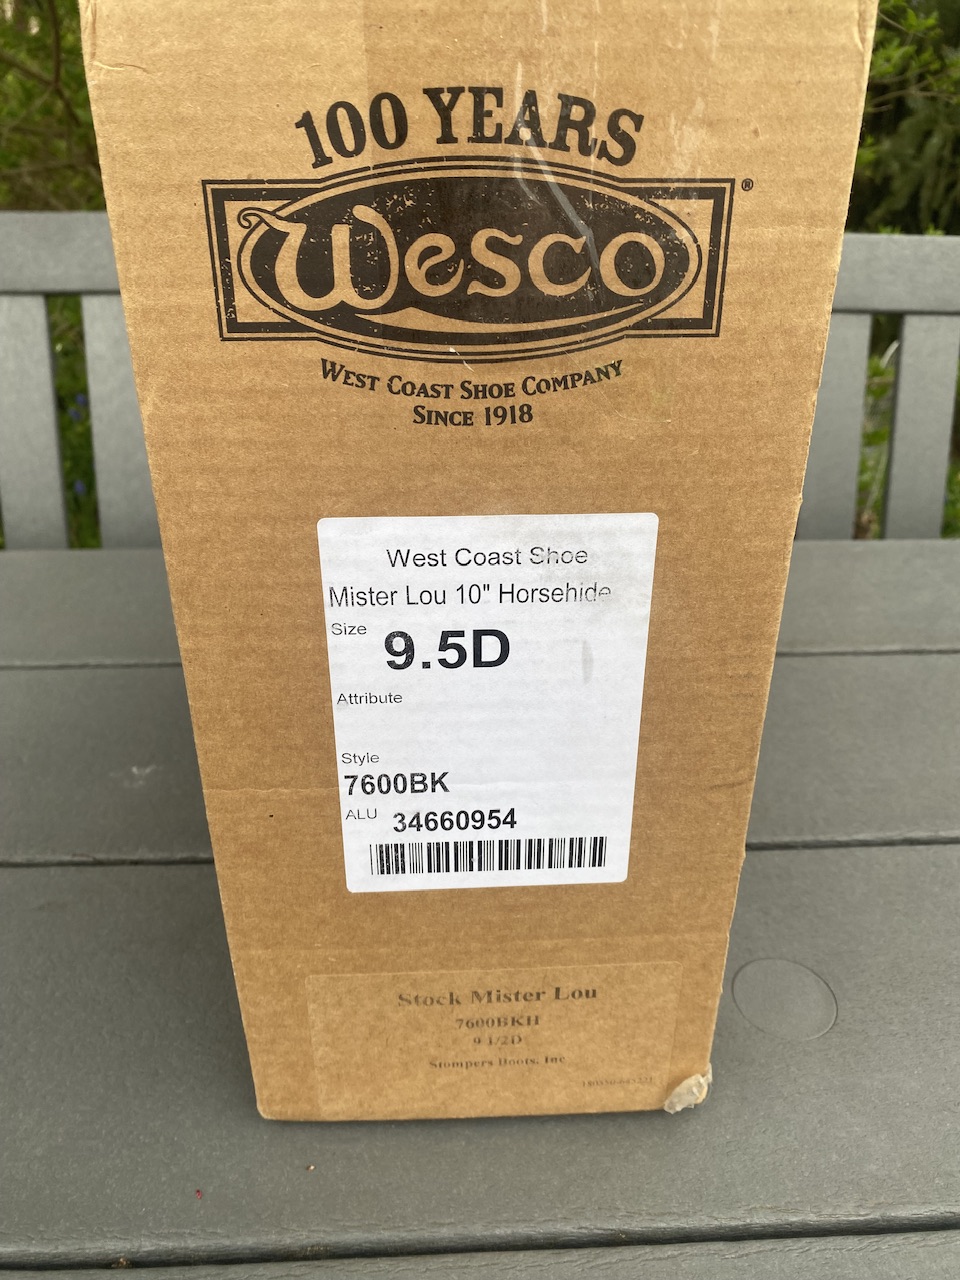 100 YEARS
Wesco®
WEST COAST SHOE COMPANY
SINCE 1918
West Coast Shoe
Mister Lou 10" Horsehide
Size 9.5D
Attribute
Style
7600BK
ALU 34660954
Stock Mister Lou
7600BKH
9 1/2D
Stompers Boots, Inc